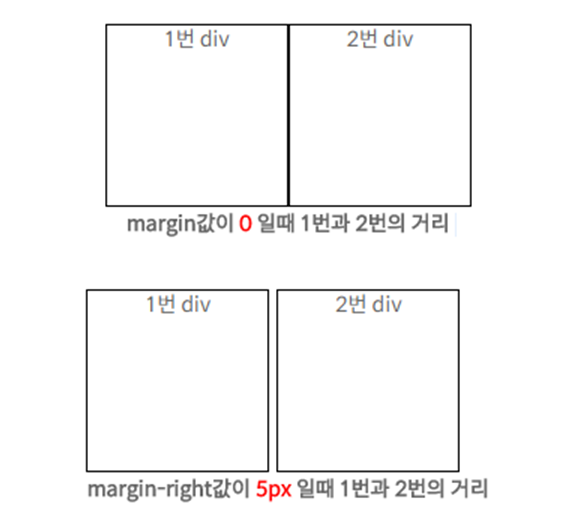 1번 div 2번 div
margin값이 0 일때 1번과 2번의 거리
1번 div 2번 div
margin-right값이 5px 일때 1번과 2번의 거리